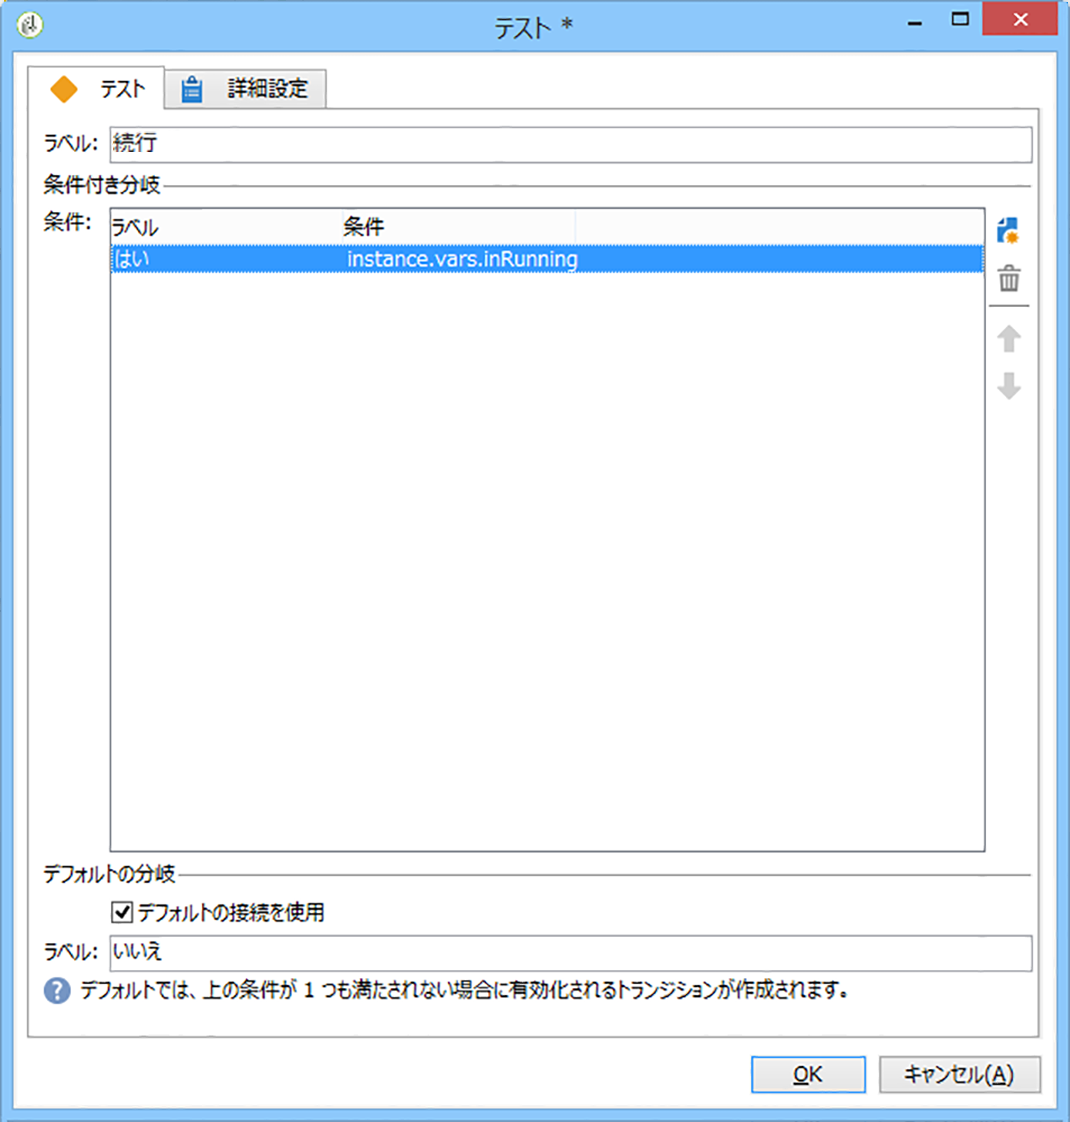 テスト *
テスト 詳細設定
ラベル: 続行
条件付き分岐
条件: ラベル 条件
はい instance.vars.inRunning
デフォルトの分岐
デフォルトの接続を使用
ラベル: いいえ
? デフォルトでは、上の条件が 1 つも満たされない場合に有効化されるトランジションが作成されます。
OK キャンセル(A)